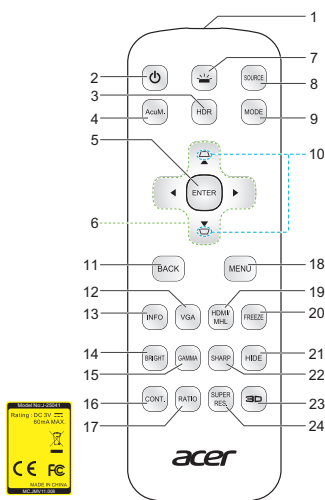 1
7
2
SOURCE
8
3
AcuM.
HDR
MODE
4
9
5
10
ENTER
6
11
BACK
MENU
18
12
19
13
INFO
VGA
HDMI/
MHL
FREEZE
20
14
BRIGHT
GAMMA
SHARP
HIDE
21
15
22
16
CONT.
RATIO
SUPER
RES.
3D
23
17
24
acer
Model No:J-25041
Rating : DC 3V
60mA MAX.
CE FC
MADE IN CHINA
MC.JMV11.009